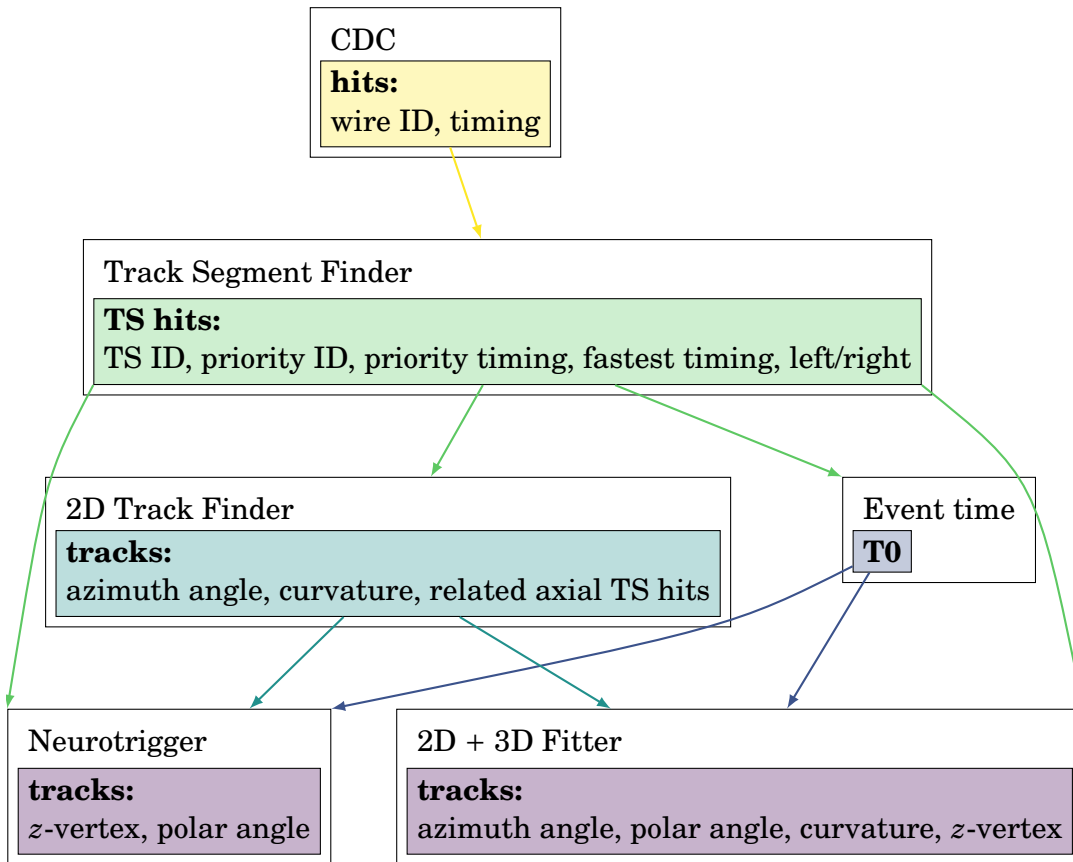 CDC
hits:
wire ID, timing
Track Segment Finder
TS hits:
TS ID, priority ID, priority timing, fastest timing, left/right
2D Track Finder
tracks:
azimuth angle, curvature, related axial TS hits
Event time
T0
Neurotrigger
tracks:
z-vertex, polar angle
2D + 3D Fitter
tracks:
azimuth angle, polar angle, curvature, z-vertex